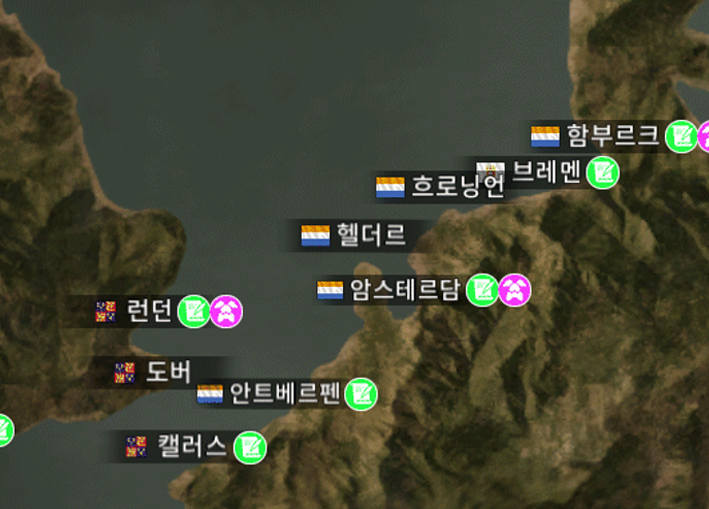 함부르크
브레멘
흐로닝언
헬더르
암스테르담
런던
도버
안트베르펜
캘러스